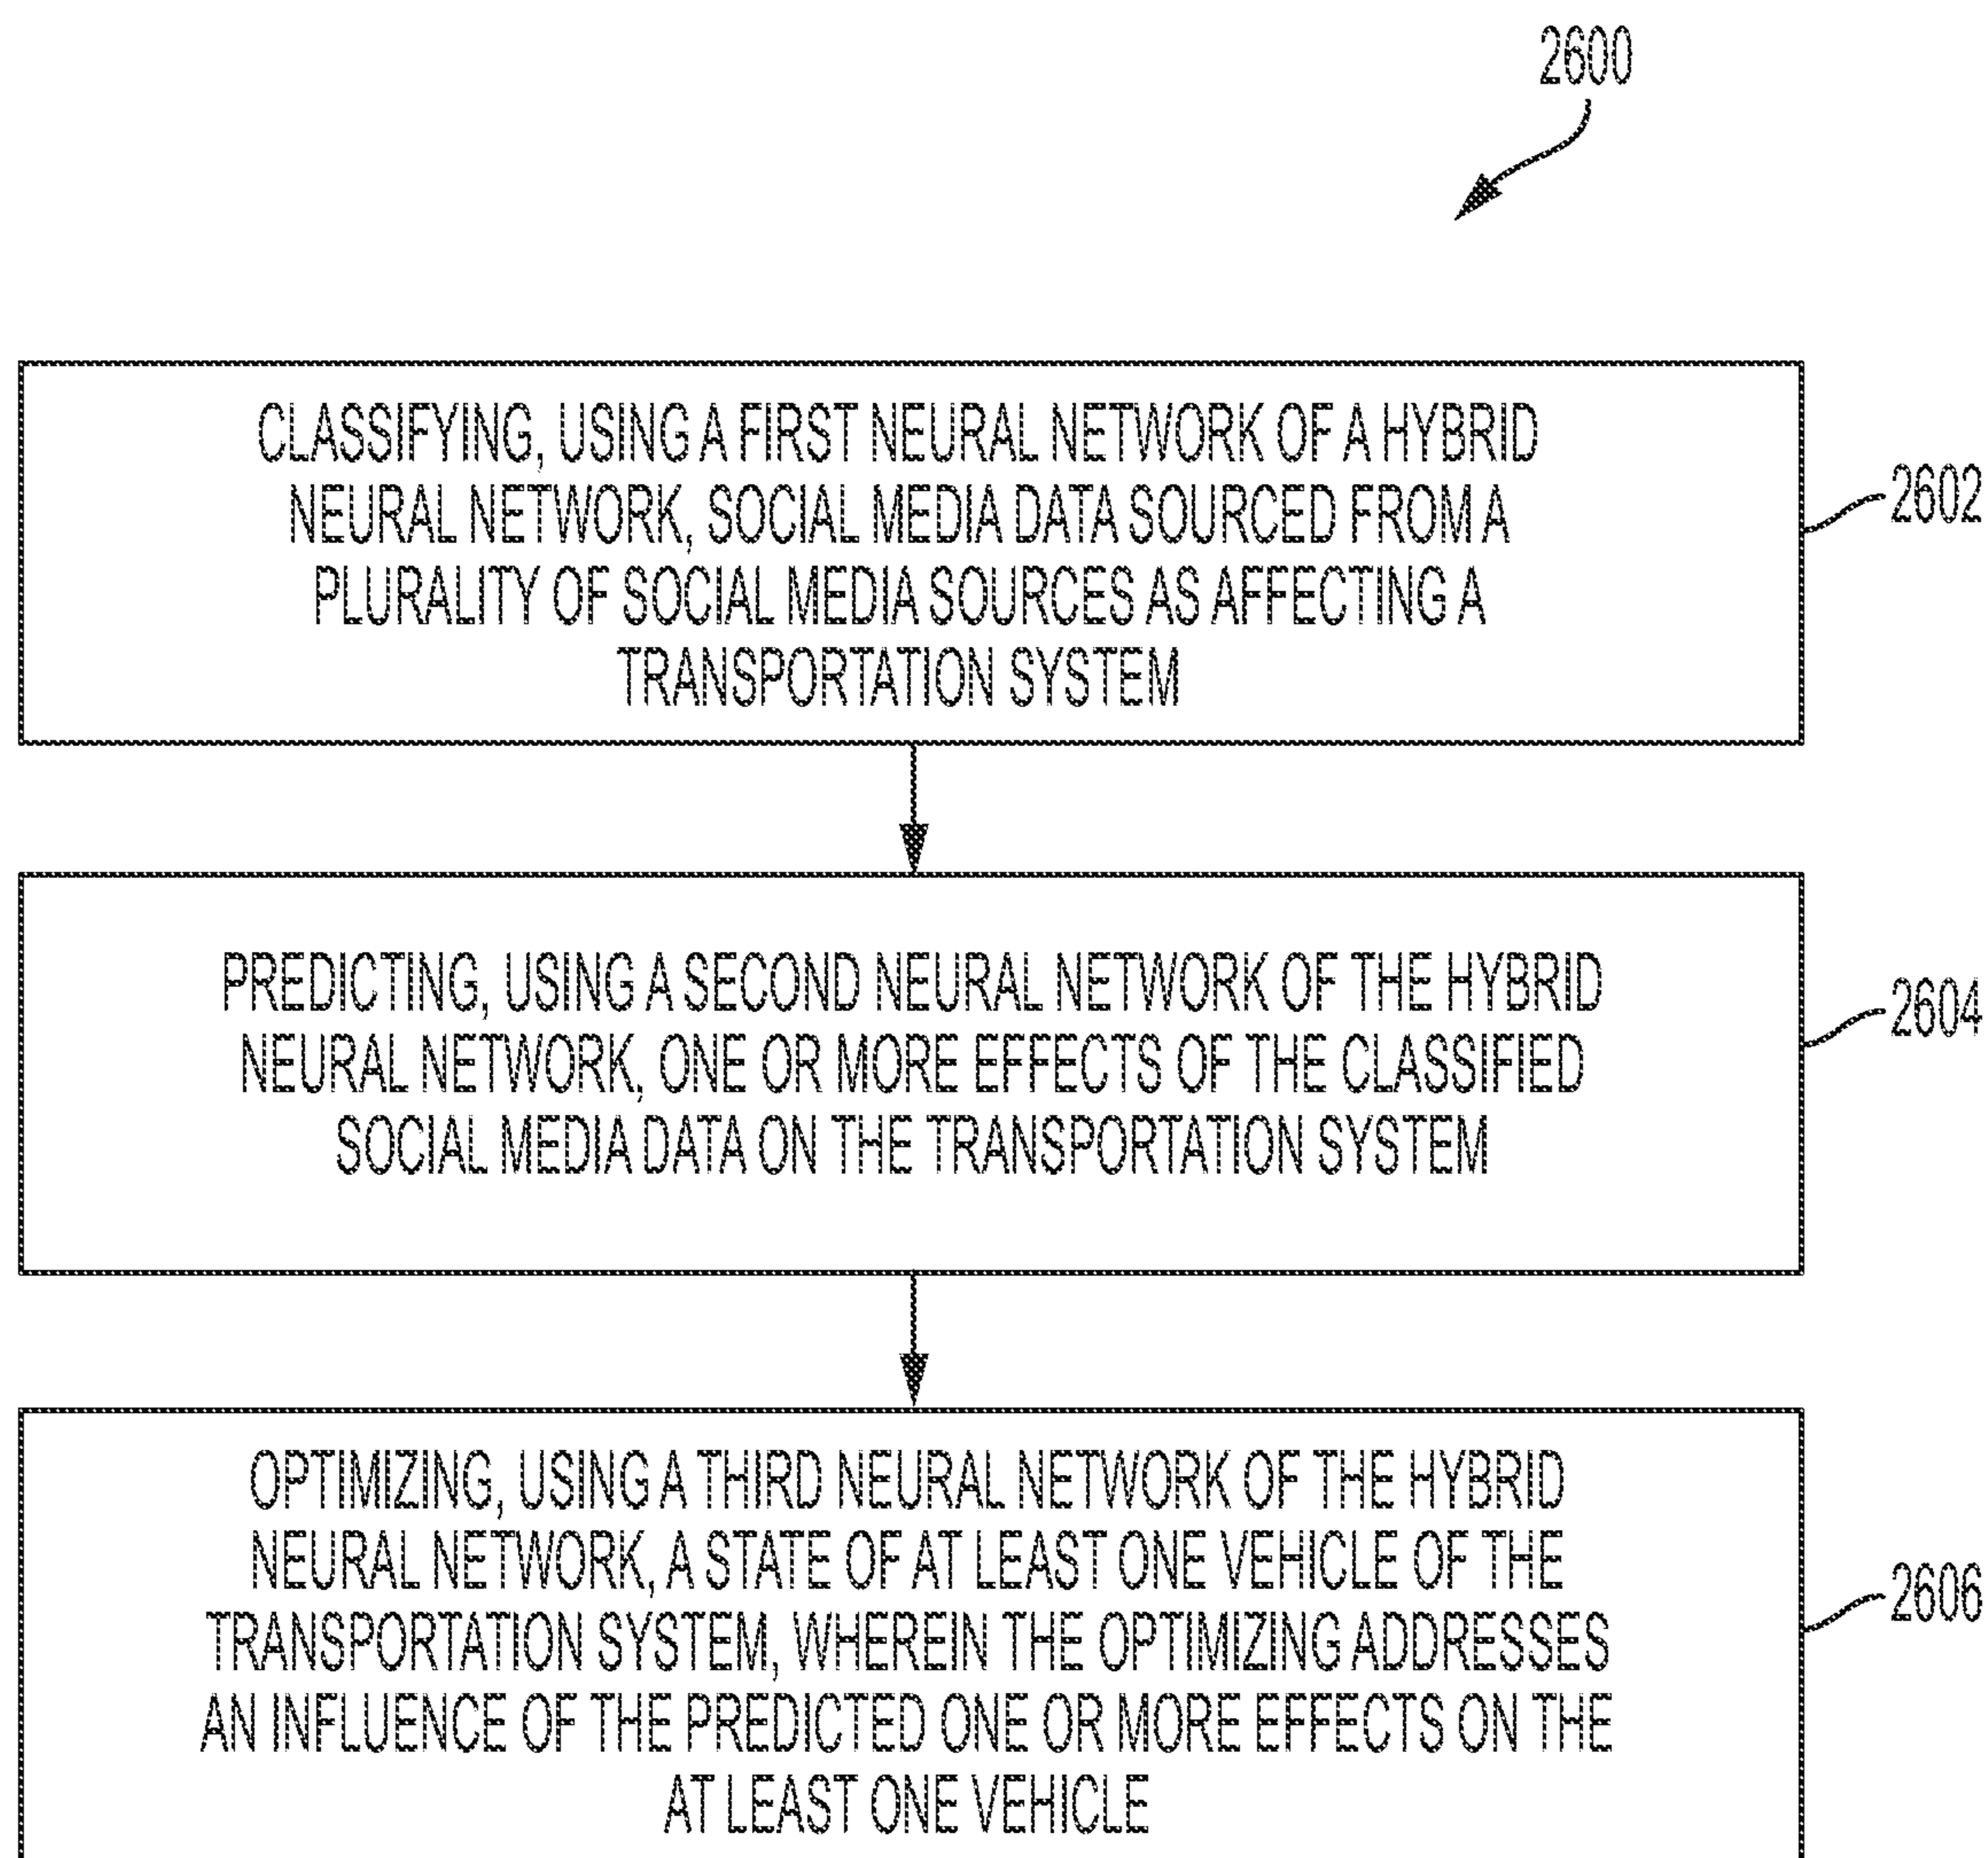 2600
CLASSIFYING, USING A FIRST NEURAL NETWORK OF A HYBRID
NEURAL NETWORK, SOCIAL MEDIA DATA SOURCED FROM A
PLURALITY OF SOCIAL MEDIA SOURCES AS AFFECTING A
TRANSPORTATION SYSTEM
2602
PREDICTING, USING A SECOND NEURAL NETWORK OF THE HYBRID
NEURAL NETWORK, ONE OR MORE EFFECTS OF THE CLASSIFIED
SOCIAL MEDIA DATA ON THE TRANSPORTATION SYSTEM
2604
OPTIMIZING, USING A THIRD NEURAL NETWORK OF THE HYBRID
NEURAL NETWORK, A STATE OF AT LEAST ONE VEHICLE OF THE
TRANSPORTATION SYSTEM, WHEREIN THE OPTIMIZING ADDRESSES
AN INFLUENCE OF THE PREDICTED ONE OR MORE EFFECTS ON THE
AT LEAST ONE VEHICLE
2606